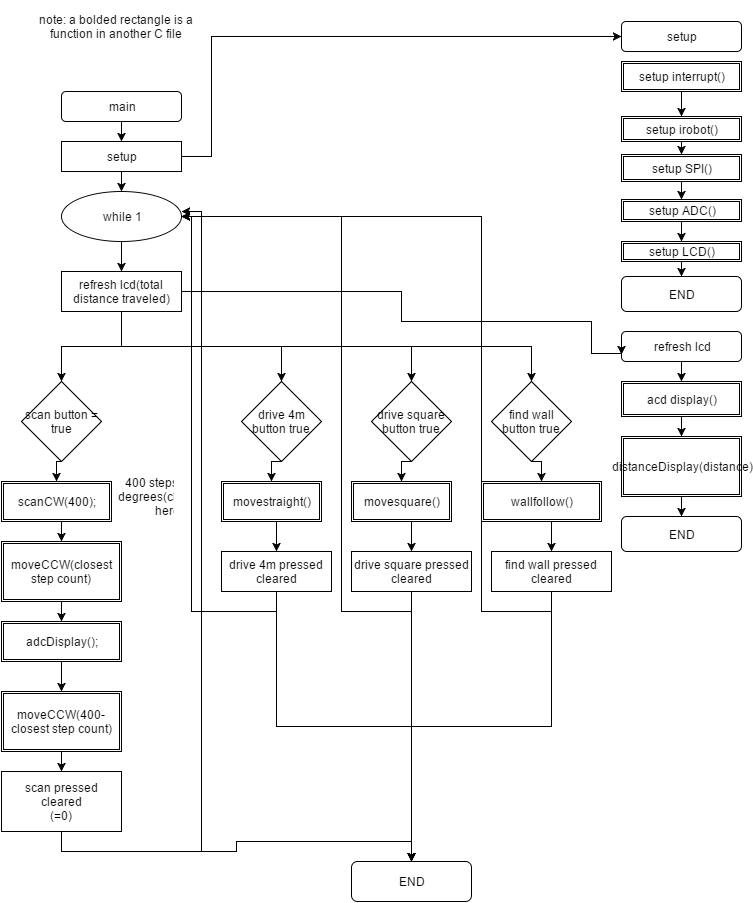 note: a bolded rectangle is a
function in another C file
main
setup
while 1
refresh lcd(total
distance traveled)
scan button =
true
drive 4m
button true
drive square
button true
find wall
button true
scanCW(400);
400 steps
degrees(cl
her
movestraight()
movesquare()
wallfollow()
moveCCW(closest
step count)
drive 4m pressed
cleared
drive square pressed
cleared
find wall pressed
cleared
adcDisplay();
moveCCW(400-
closest step count)
scan pressed
cleared
(=0)
END
setup
setup interrupt()
setup irobot()
setup SPI()
setup ADC()
setup LCD()
END
refresh lcd
acd display()
distanceDisplay(distance)
END